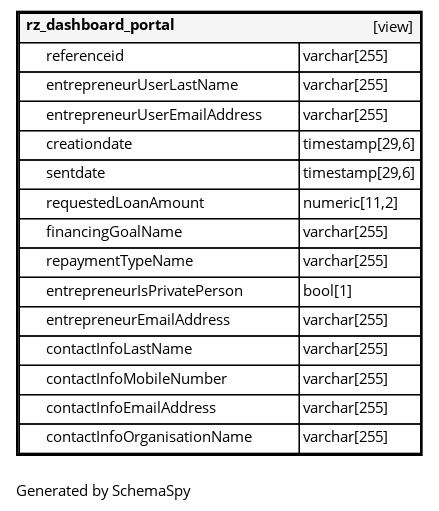 rz_dashboard_portal [view]
referenceid varchar[255]
entrepreneurUserLastName varchar[255]
entrepreneurUserEmailAddress varchar[255]
creationdate timestamp[29,6]
sentdate timestamp[29,6]
requestedLoanAmount numeric[11,2]
financingGoalName varchar[255]
repaymentTypeName varchar[255]
entrepreneurIsPrivatePerson bool[1]
entrepreneurEmailAddress varchar[255]
contactInfoLastName varchar[255]
contactInfoMobileNumber varchar[255]
contactInfoEmailAddress varchar[255]
contactInfoOrganisationName varchar[255]
Generated by SchemaSpy